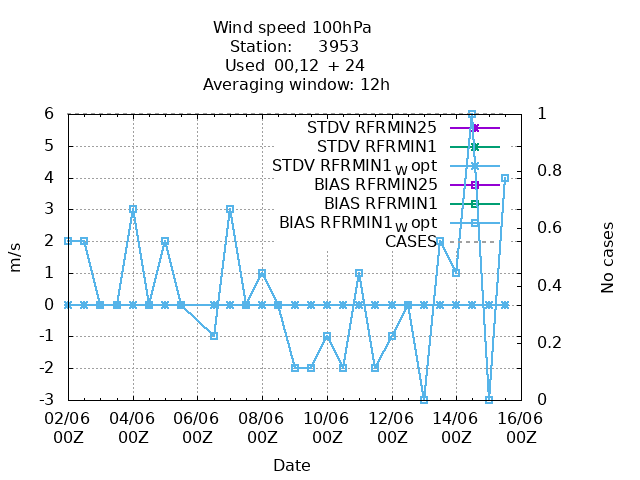 Wind speed 100hPa
Station: 3953
Used 00,12 + 24
Averaging window: 12h
6
5
4
3
2
1
0
-1
-2
-3
m/s
1
0.8
0.6
0.4
0.2
0
No cases
STDV RFRMIN25
STDV RFRMIN1
STDV RFRMIN1w opt
BIAS RFRMIN25
BIAS RFRMIN1
BIAS RFRMIN1w opt
CASES
02/06 04/06 06/06 08/06 10/06 12/06 14/06 16/06
00Z 00Z 00Z 00Z 00Z 00Z 00Z 00Z
Date